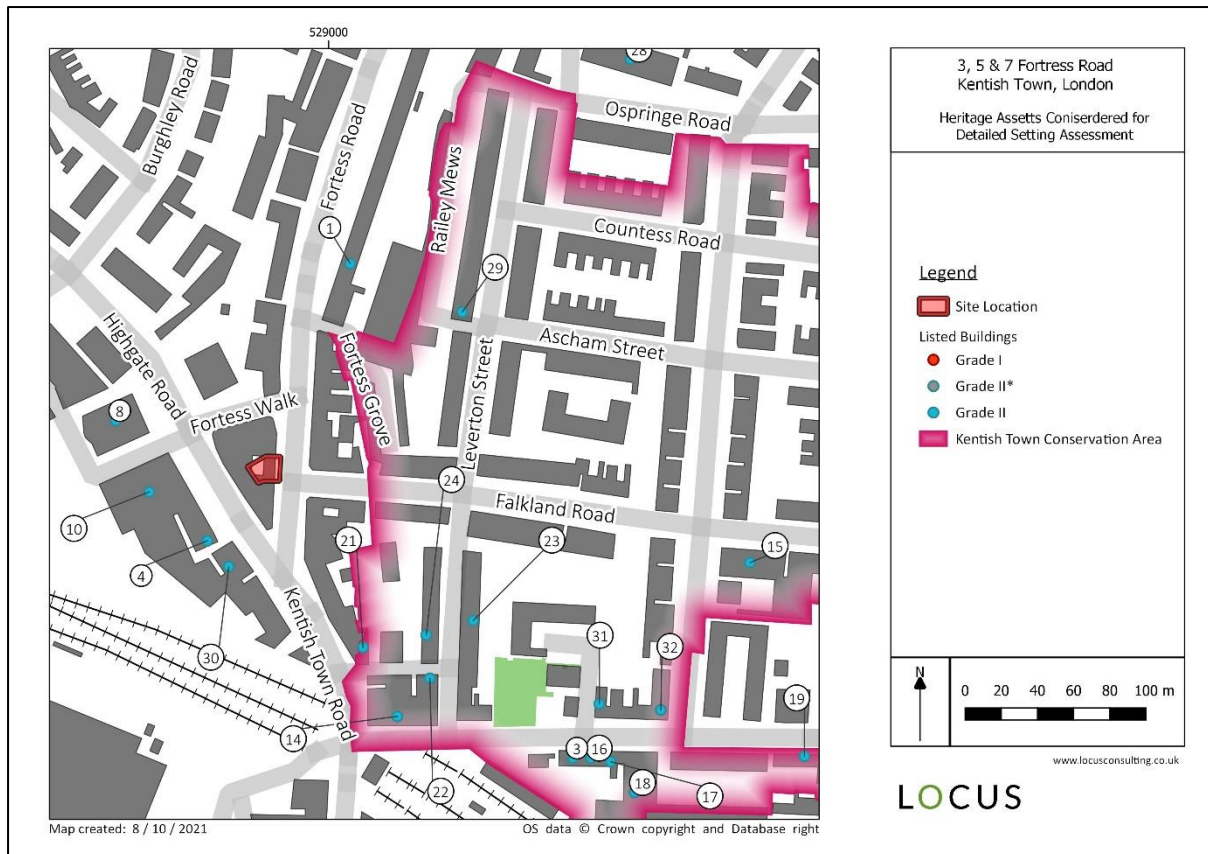 529000
28
Burghley Road
Fortess Road
Railey Mews
Ospringe Road
Countess Road
1
29
Ascham Street
Highgate Road
Fortess Walk
Fortess Grove
Leverton Street
8
24
Falkland Road
10
21
23
15
4
30
Kentish Town Road
31
32
19
14
22
3
16
18
17
Map created: 8 / 10 / 2021
OS data © Crown copyright and Database right
3, 5 & 7 Fortress Road
Kentish Town, London
Heritage Assetts Coniserdered for
Detailed Setting Assessment
Legend
Site Location
Listed Buildings
Grade I
Grade II*
Grade II
Kentish Town Conservation Area
N
0 20 40 60 80 100 m
www.locusconsulting.co.uk
LOCUS